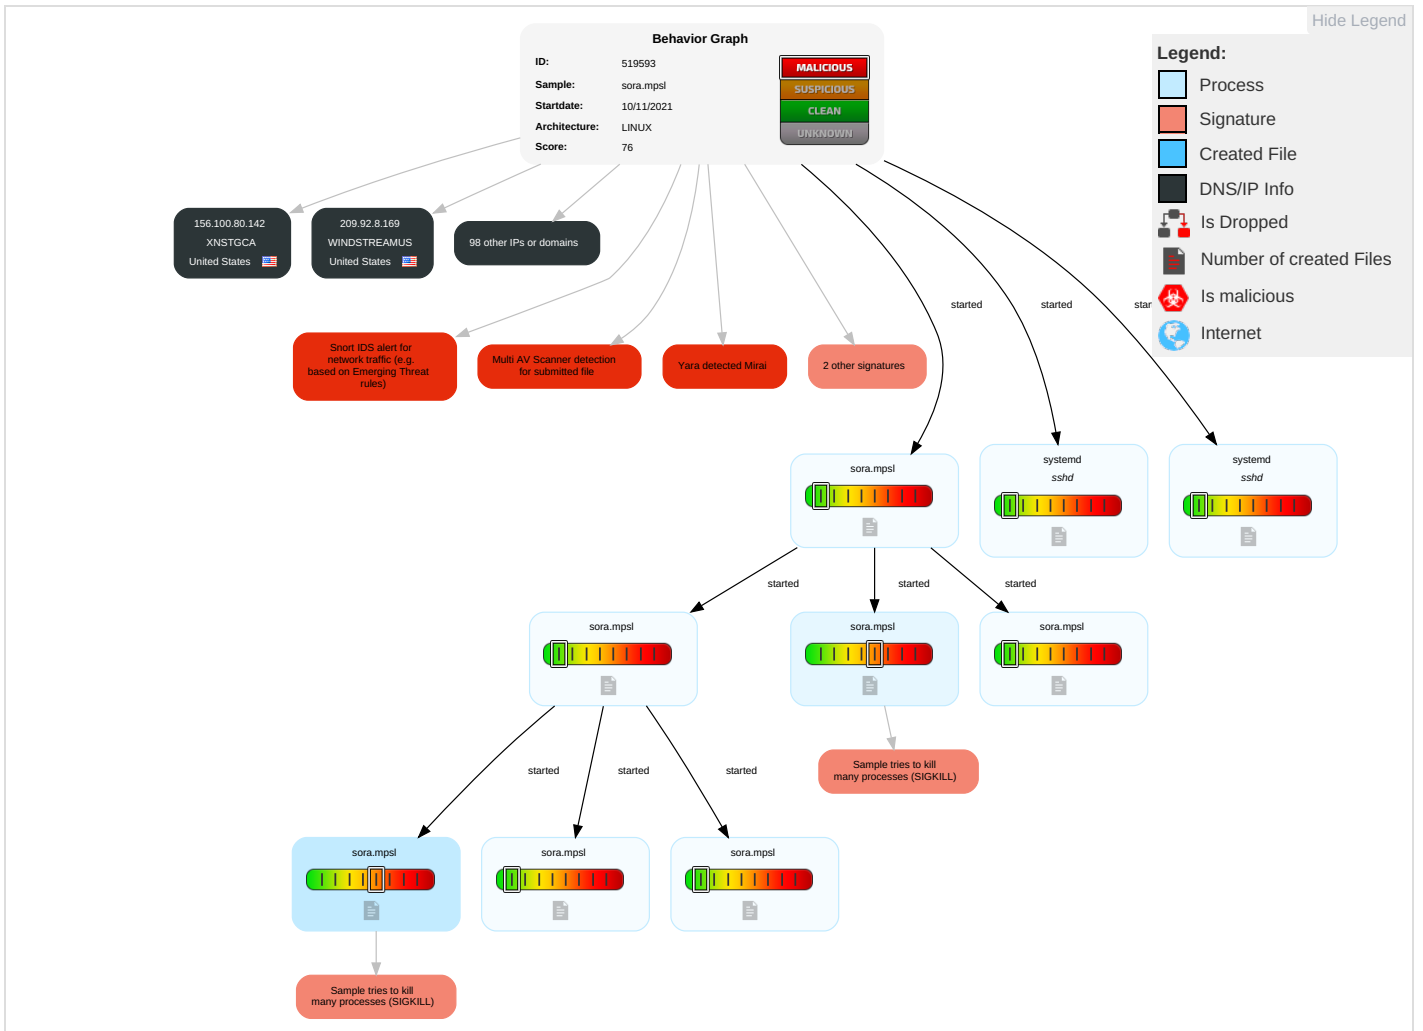 Hide Legend
Behavior Graph
ID: 519593
Sample: sora.mpsl
Startdate: 10/11/2021
Architecture: LINUX
Score: 76
MALICIOUS
SUSPICIOUS
CLEAN
UNKNOWN
Legend:
Process
Signature
Created File
DNS/IP Info
Is Dropped
Number of created Files
Is malicious
Internet
156.100.80.142
XNSTGCA
United States
209.92.8.169
WINDSTREAMUS
United States
98 other IPs or domains
started
started
Snort IDS alert for
network traffic (e.g.
based on Emerging Threat
rules)
Multi AV Scanner detection
for submitted file
Yara detected Mirai
2 other signatures
sora.mpsl
systemd
sshd
systemd
sshd
started
started
started
sora.mpsl
sora.mpsl
sora.mpsl
started
started
started
Sample tries to kill
many processes (SIGKILL)
sora.mpsl
sora.mpsl
sora.mpsl
Sample tries to kill
many processes (SIGKILL)